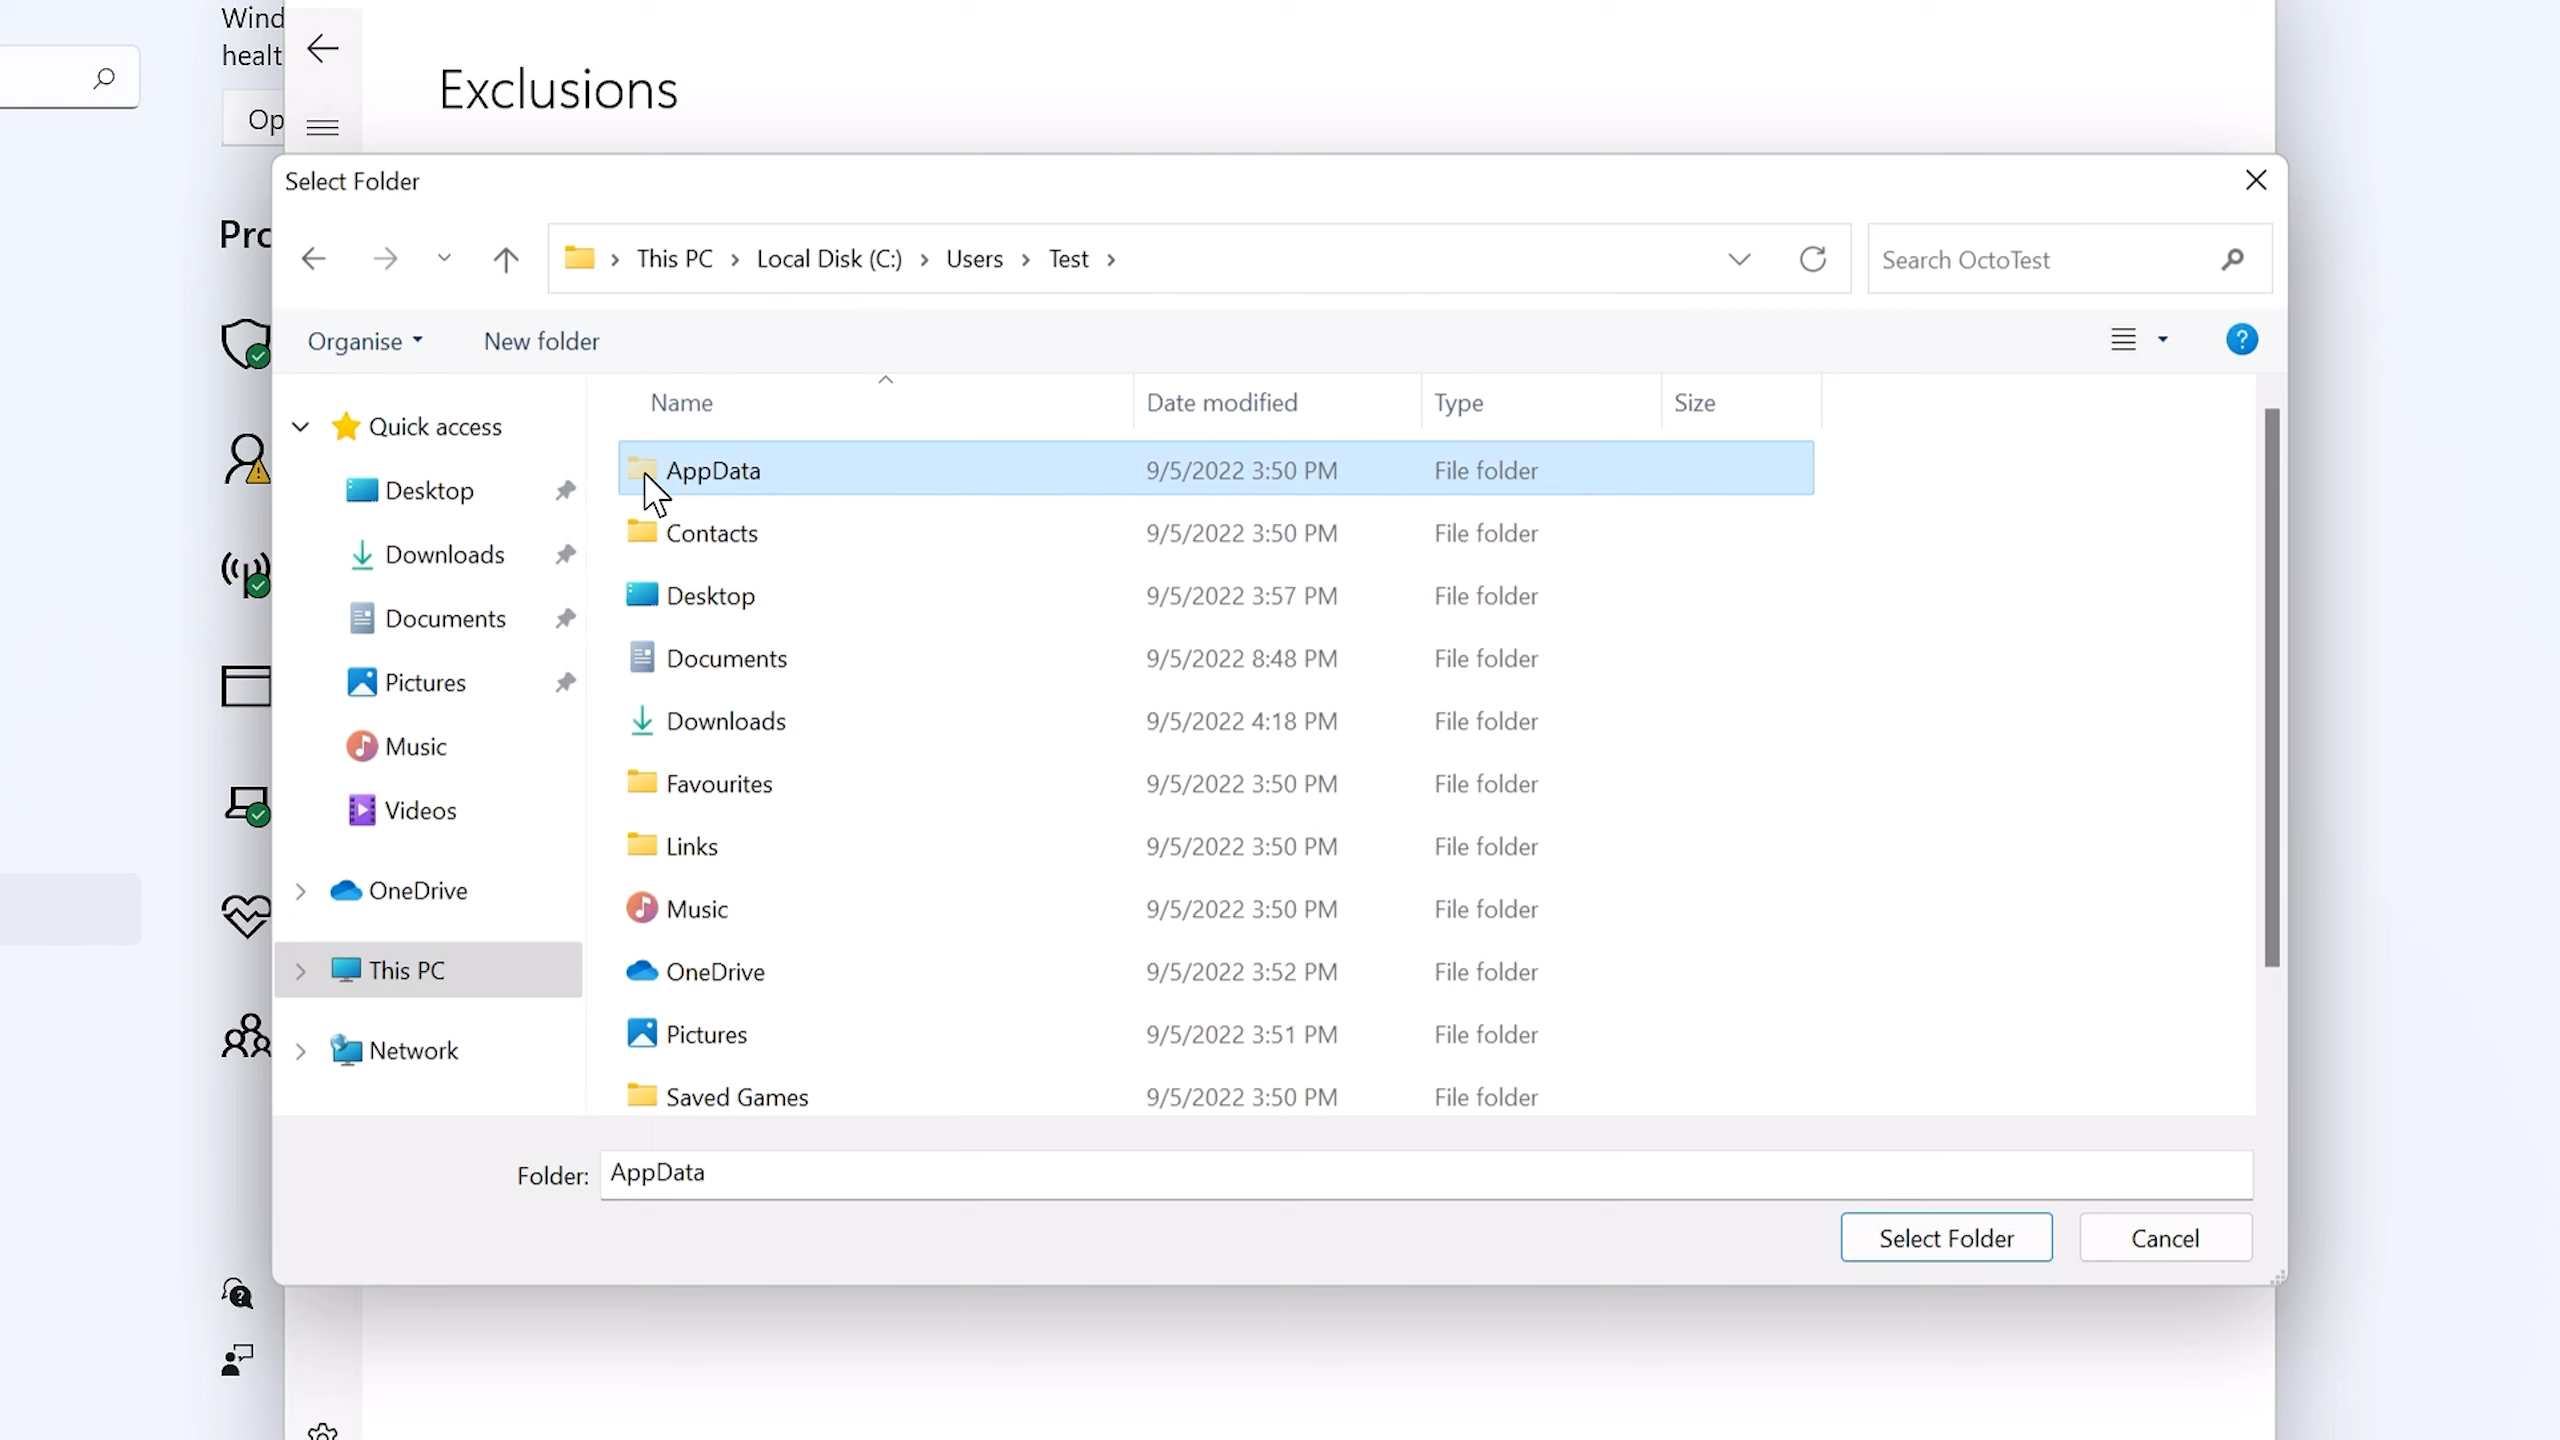 Wind
healt
Op
Exclusions
Pro
Select Folder
This PC > Local Disk (C:) > Users > Test >
Search OctoTest
Organise
New folder
Name Date modified Type Size
Quick access
Desktop
Downloads
Documents
Pictures
Music
Videos
OneDrive
This PC
Network
AppData 9/5/2022 3:50 PM File folder
Contacts 9/5/2022 3:50 PM File folder
Desktop 9/5/2022 3:57 PM File folder
Documents 9/5/2022 8:48 PM File folder
Downloads 9/5/2022 4:18 PM File folder
Favourites 9/5/2022 3:50 PM File folder
Links 9/5/2022 3:50 PM File folder
Music 9/5/2022 3:50 PM File folder
OneDrive 9/5/2022 3:52 PM File folder
Pictures 9/5/2022 3:51 PM File folder
Saved Games 9/5/2022 3:50 PM File folder
Folder: AppData
Select Folder
Cancel